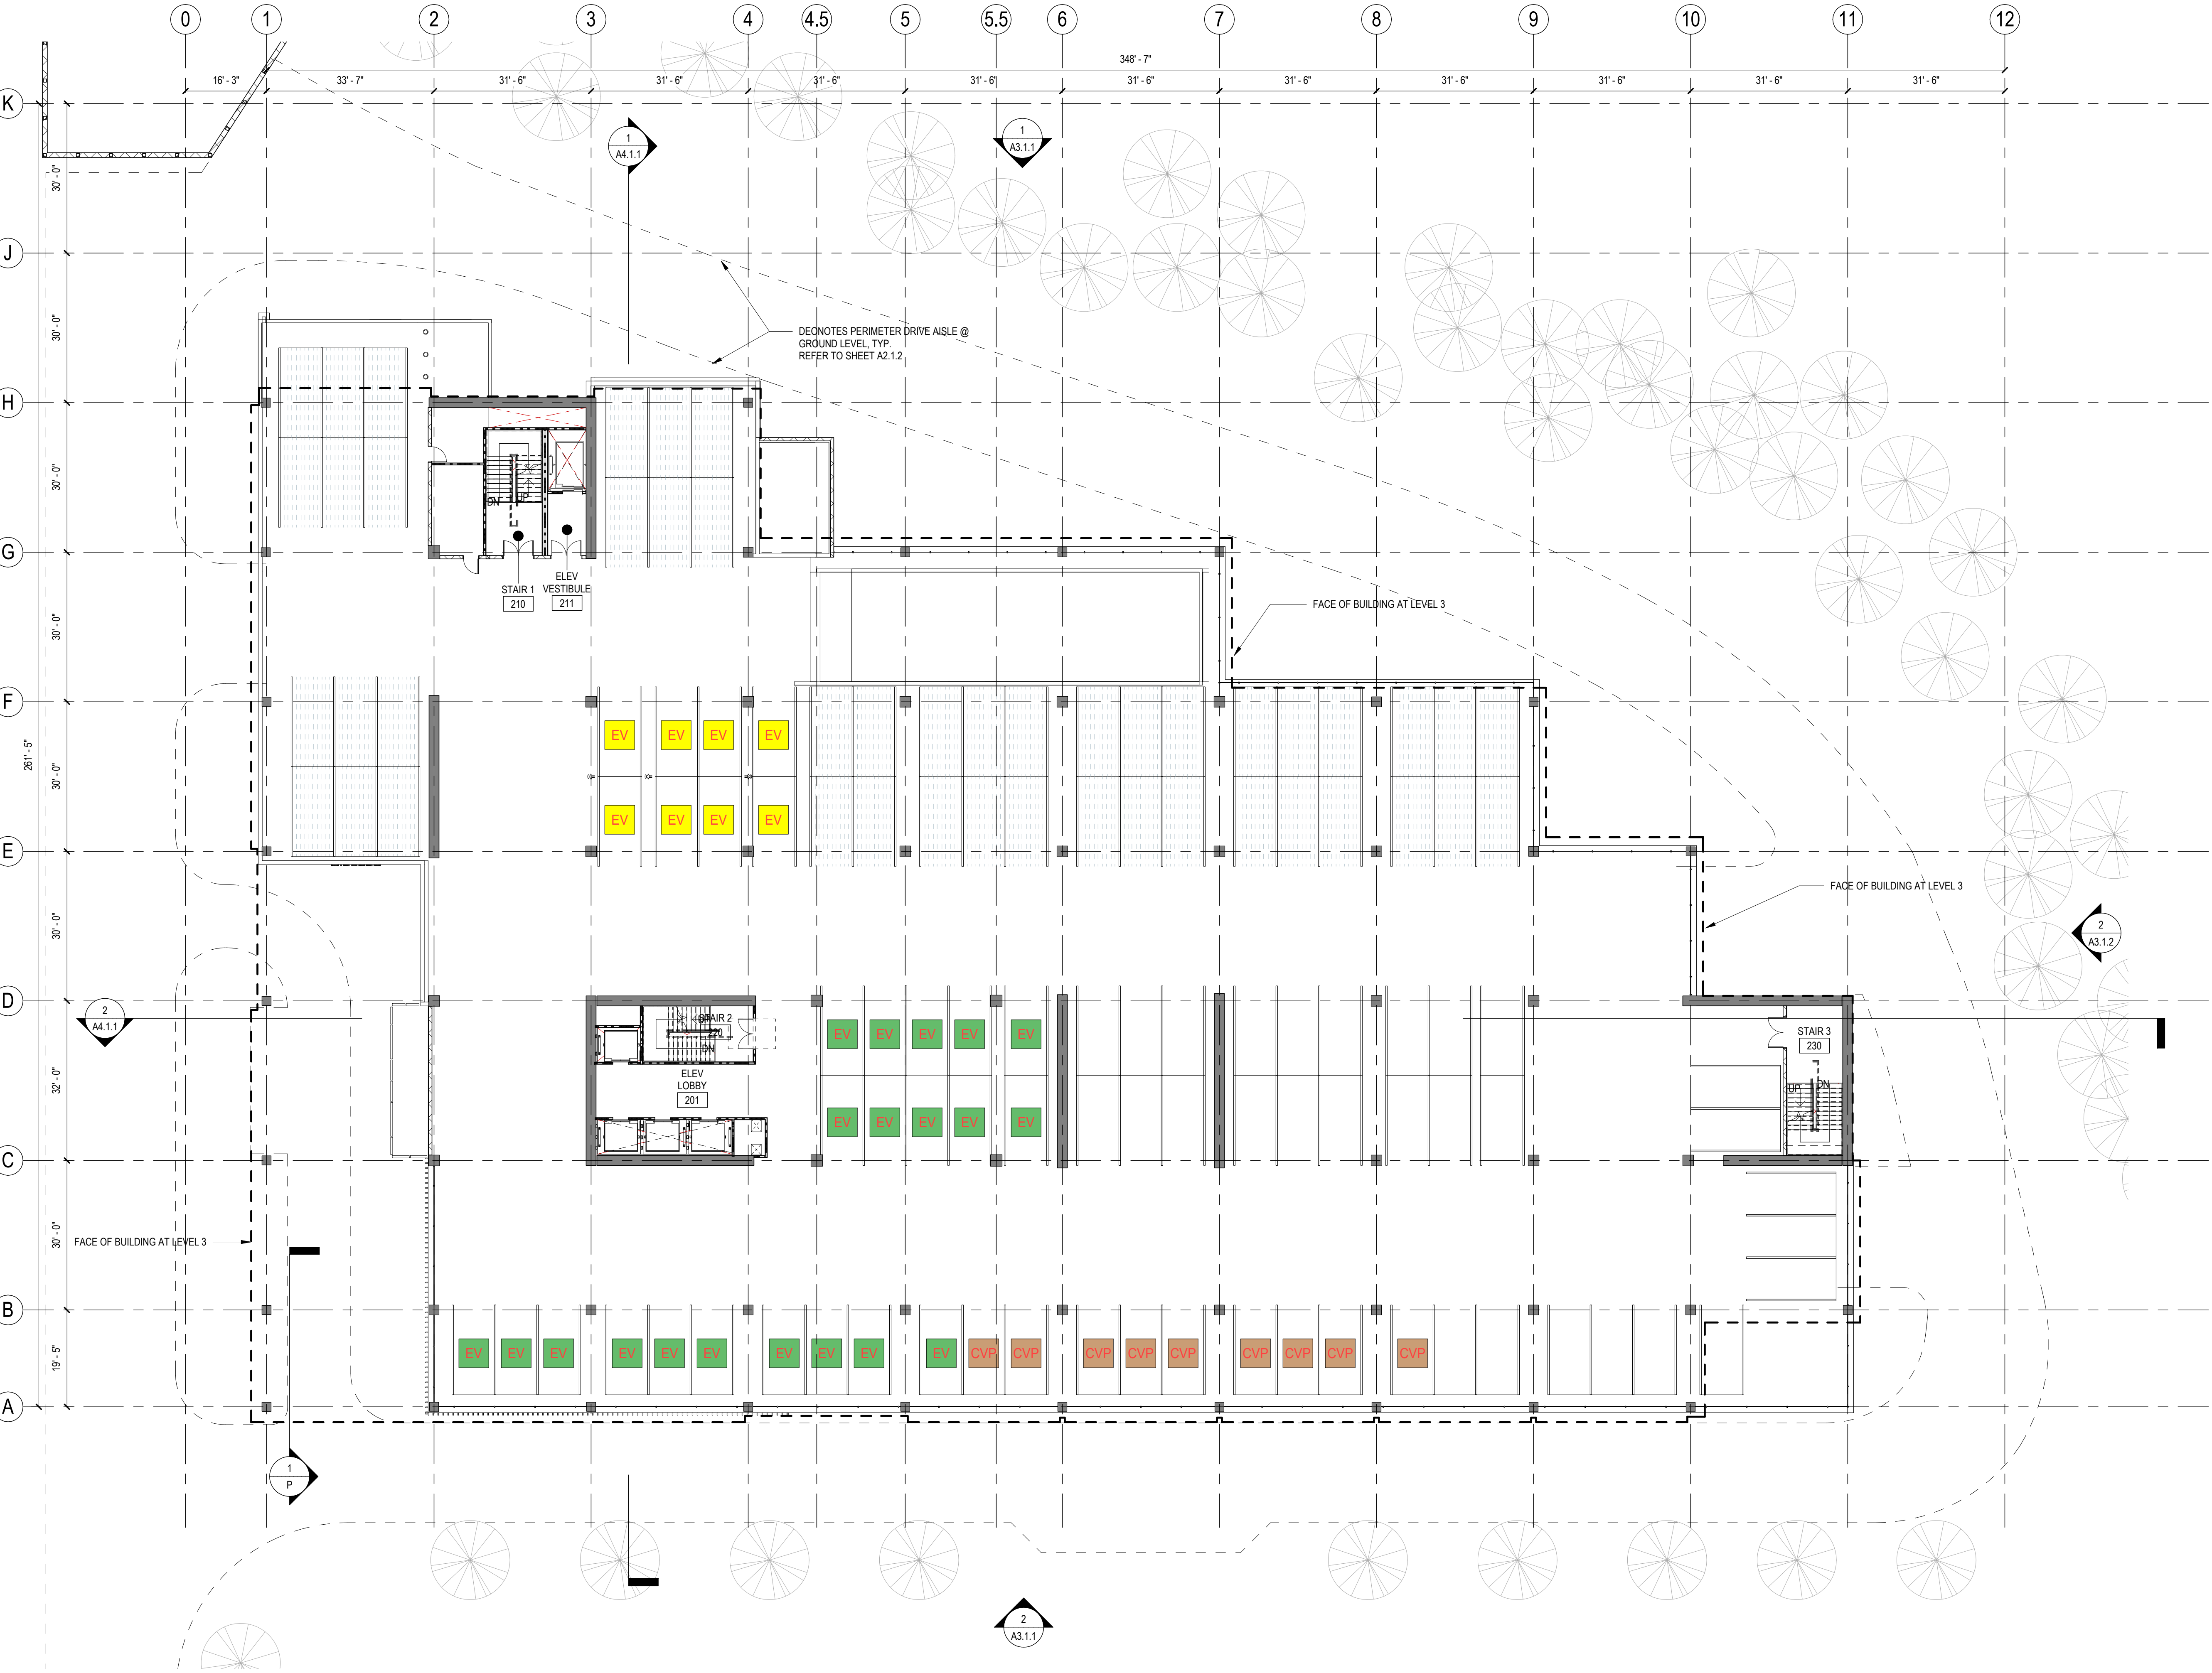 0 1 2 3 4 4.5 5 5.5 6 7 8 9 10 11 12
348' - 7"
16' - 3" 33' - 7" 31' - 6" 31' - 6" 31' - 6" 31' - 6" 31' - 6" 31' - 6" 31' - 6" 31' - 6" 31' - 6" 31' - 6"
K
1
A4.1.1
1
A3.1.1
30' - 0"
J
30' - 0"
DEONOTES PERIMETER DRIVE AISLE @
GROUND LEVEL, TYP.
REFER TO SHEET A2.1.2
H
30' - 0"
DN UP
G
STAIR 1
210
ELEV
VESTIBULE
211
30' - 0"
FACE OF BUILDING AT LEVEL 3
F
EV EV EV EV
261' - 5"
30' - 0"
EV EV EV EV
E
FACE OF BUILDING AT LEVEL 3
30' - 0"
2
A3.1.2
D
2
A4.1.1
STAIR 2
220
DN
EV EV EV EV EV
STAIR 3
230
32' - 0"
ELEV
LOBBY
201
UP DN
EV EV EV EV EV
C
30' - 0"
FACE OF BUILDING AT LEVEL 3
B
19' - 5"
EV EV EV EV EV EV EV EV EV EV CVP CVP CVP CVP CVP CVP CVP CVP CVP
A
1
P
2
A3.1.1